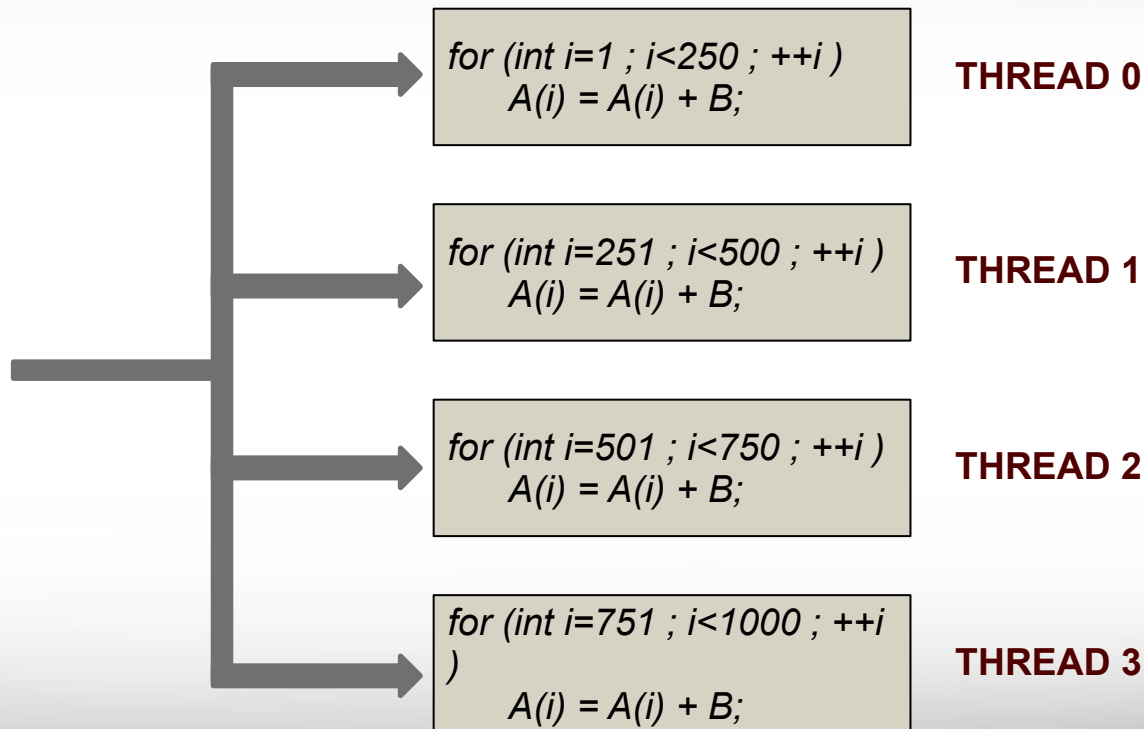 for (int i=1 ; i<250 ; ++i )
A(i) = A(i) + B;
THREAD 0
for (int i=251 ; i<500 ; ++i )
A(i) = A(i) + B;
THREAD 1
for (int i=501 ; i<750 ; ++i )
A(i) = A(i) + B;
THREAD 2
for (int i=751 ; i<1000 ; ++i
)
A(i) = A(i) + B;
THREAD 3